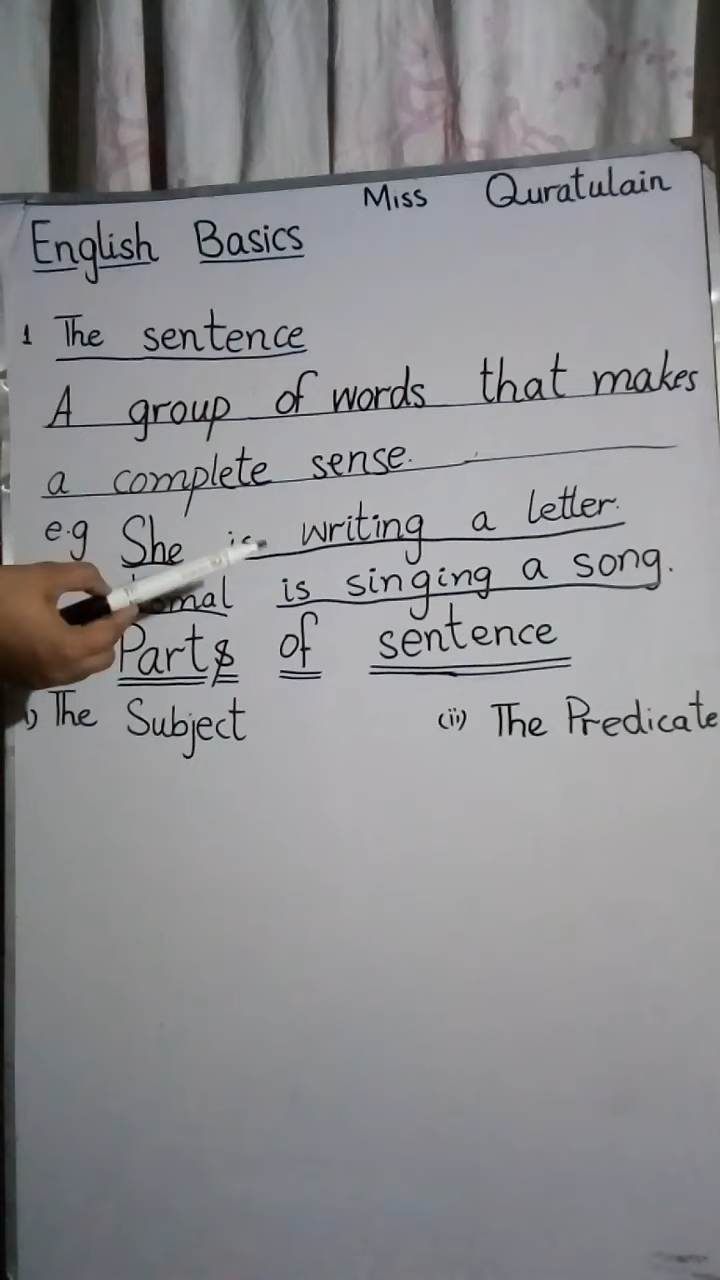 Miss Quratulain
English Basics
1 The sentence
A group of words that makes
a complete sense.
e.g She is writing a letter.
is singing a song.
Parts of sentence
The Subject (ii) The Predicate